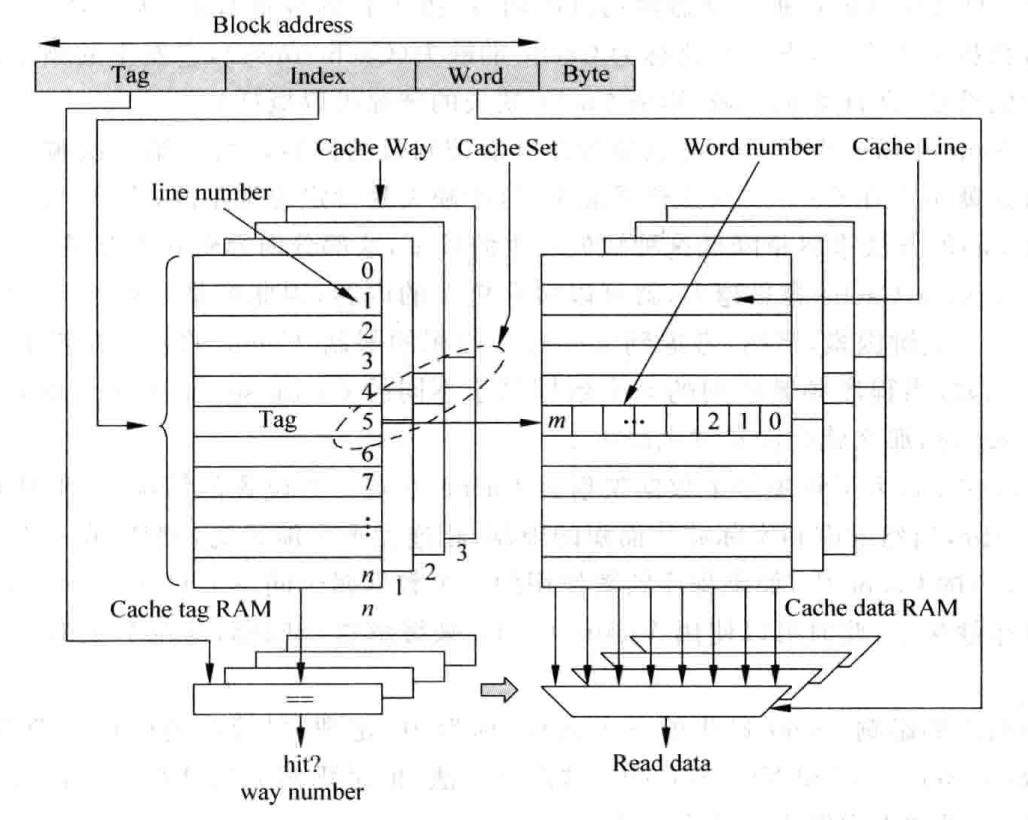 Block address
Tag Index Word Byte
Cache Way Cache Set Word number Cache Line
line number
0
1
2
3
4
Tag 5
6
7
⋮
n
1
2
3
m ... 2 1 0
Cache tag RAM
n
Cache data RAM
==
hit?
way number
Read data